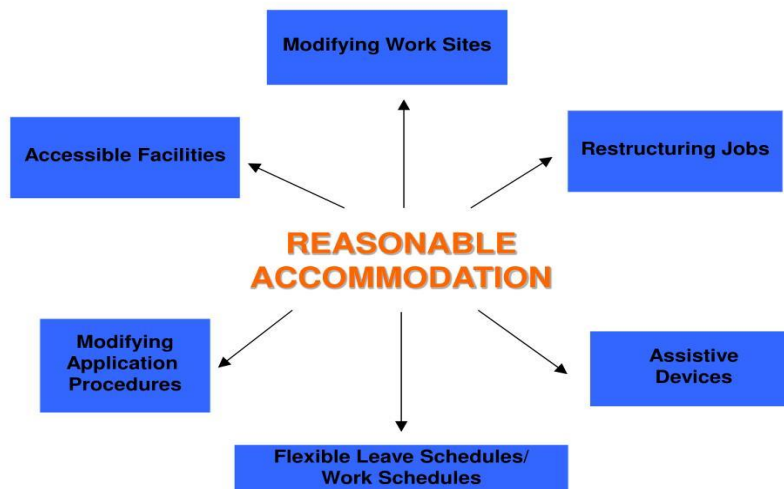 Modifying Work Sites
Accessible Facilities
Restructuring Jobs
REASONABLE
ACCOMMODATION
Modifying
Application
Procedures
Assistive
Devices
Flexible Leave Schedules/
Work Schedules